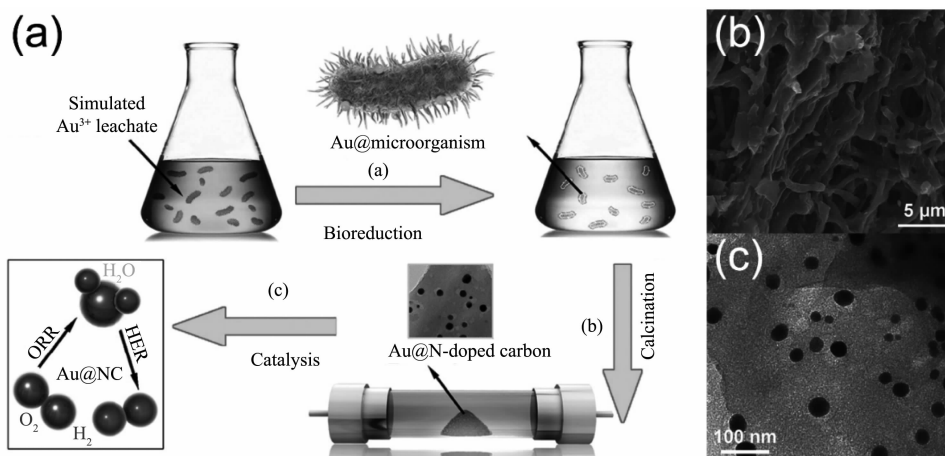 (a)
Simulated
Au³⁺ leachate
Au@microorganism
(a)
Bioreduction
(b)
5 μm
H₂O
ORR
HER
Au@NC
O₂
H₂
(c)
Catalysis
Au@N-doped carbon
(b)
Calcination
(c)
100 nm